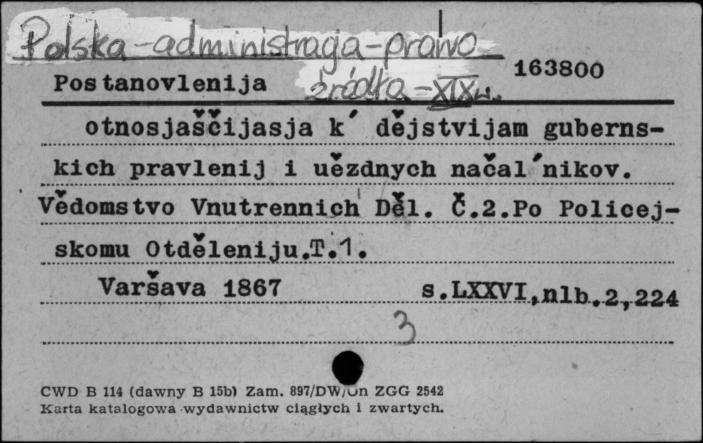 Polska-administracja-prawo
163800
Postanovlenija
źródła-XIXw.
otnosjaščijasja k´ dějstvijam guberns-
kich pravlenij i uězdnych načal´nikov.
Vědomstvo Vnutrennich Děl. Č.2.Po Policej-
skomu Otděleniju.T.1.
Varšava 1867 s.LXXVI,nlb.2,224
3
CWD B 114 (dawny B 15b) Zam. 897/DW/Un ZGG 2542
Karta katalogowa wydawnictw ciągłych i zwartych.